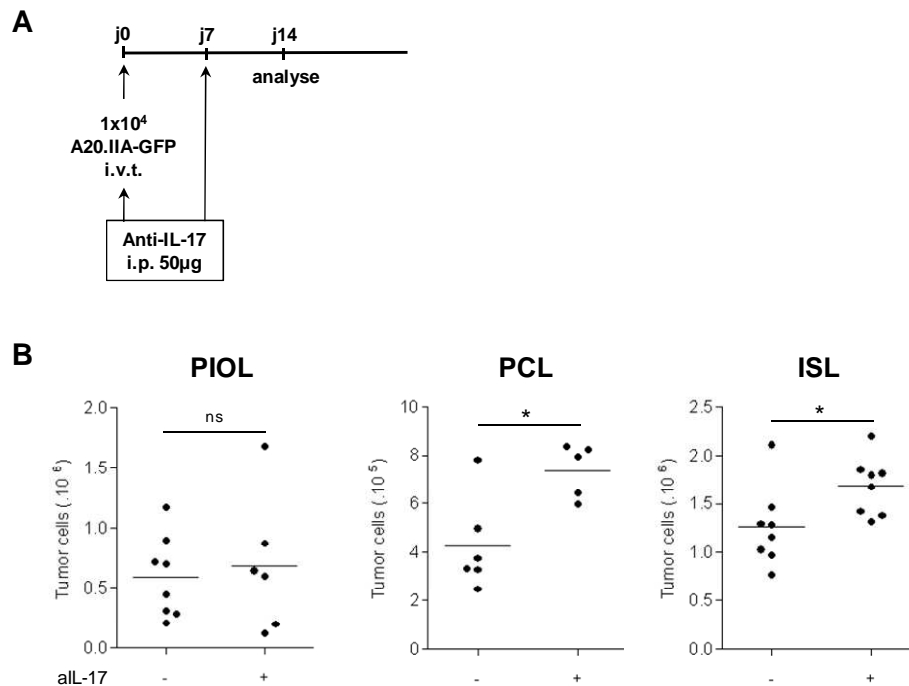 A
j0 j7 j14
analyse
1x10⁴
A20.IIA-GFP
i.v.t.
Anti-IL-17
i.p. 50µg
B
PIOL
PCL
ISL
ns
*
*
Tumor cells (.10 ⁶)
2.0
1.5
1.0
0.5
0.0
Tumor cells (.10 ⁵)
10
8
6
4
2
0
Tumor cells (.10 ⁶)
2.5
2.0
1.5
1.0
0.5
0.0
aIL-17 - + - + - +